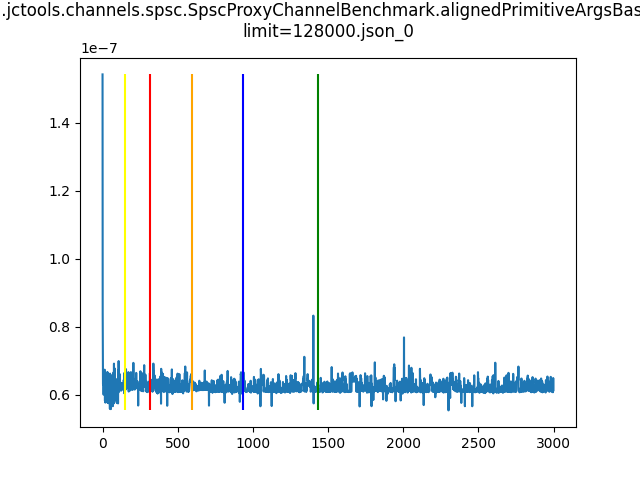 .jctools.channels.spsc.SpscProxyChannelBenchmark.alignedPrimitiveArgsBas
limit=128000.json_0
1e−7
1.4
1.2
1.0
0.8
0.6
0 500 1000 1500 2000 2500 3000